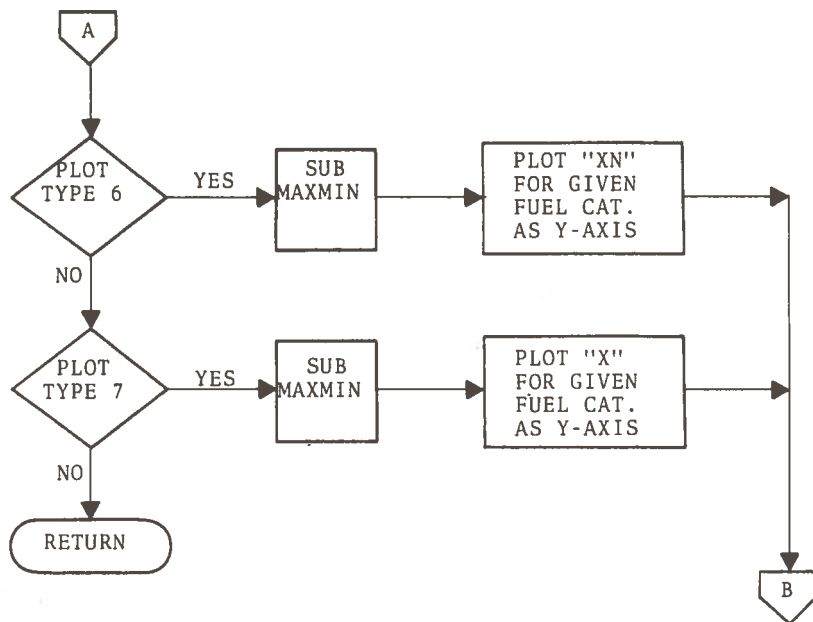 A
PLOT
TYPE 6
YES
SUB
MAXMIN
PLOT "XN"
FOR GIVEN
FUEL CAT.
AS Y-AXIS
NO
PLOT
TYPE 7
YES
SUB
MAXMIN
PLOT "X"
FOR GIVEN
FUEL CAT.
AS Y-AXIS
NO
RETURN
B